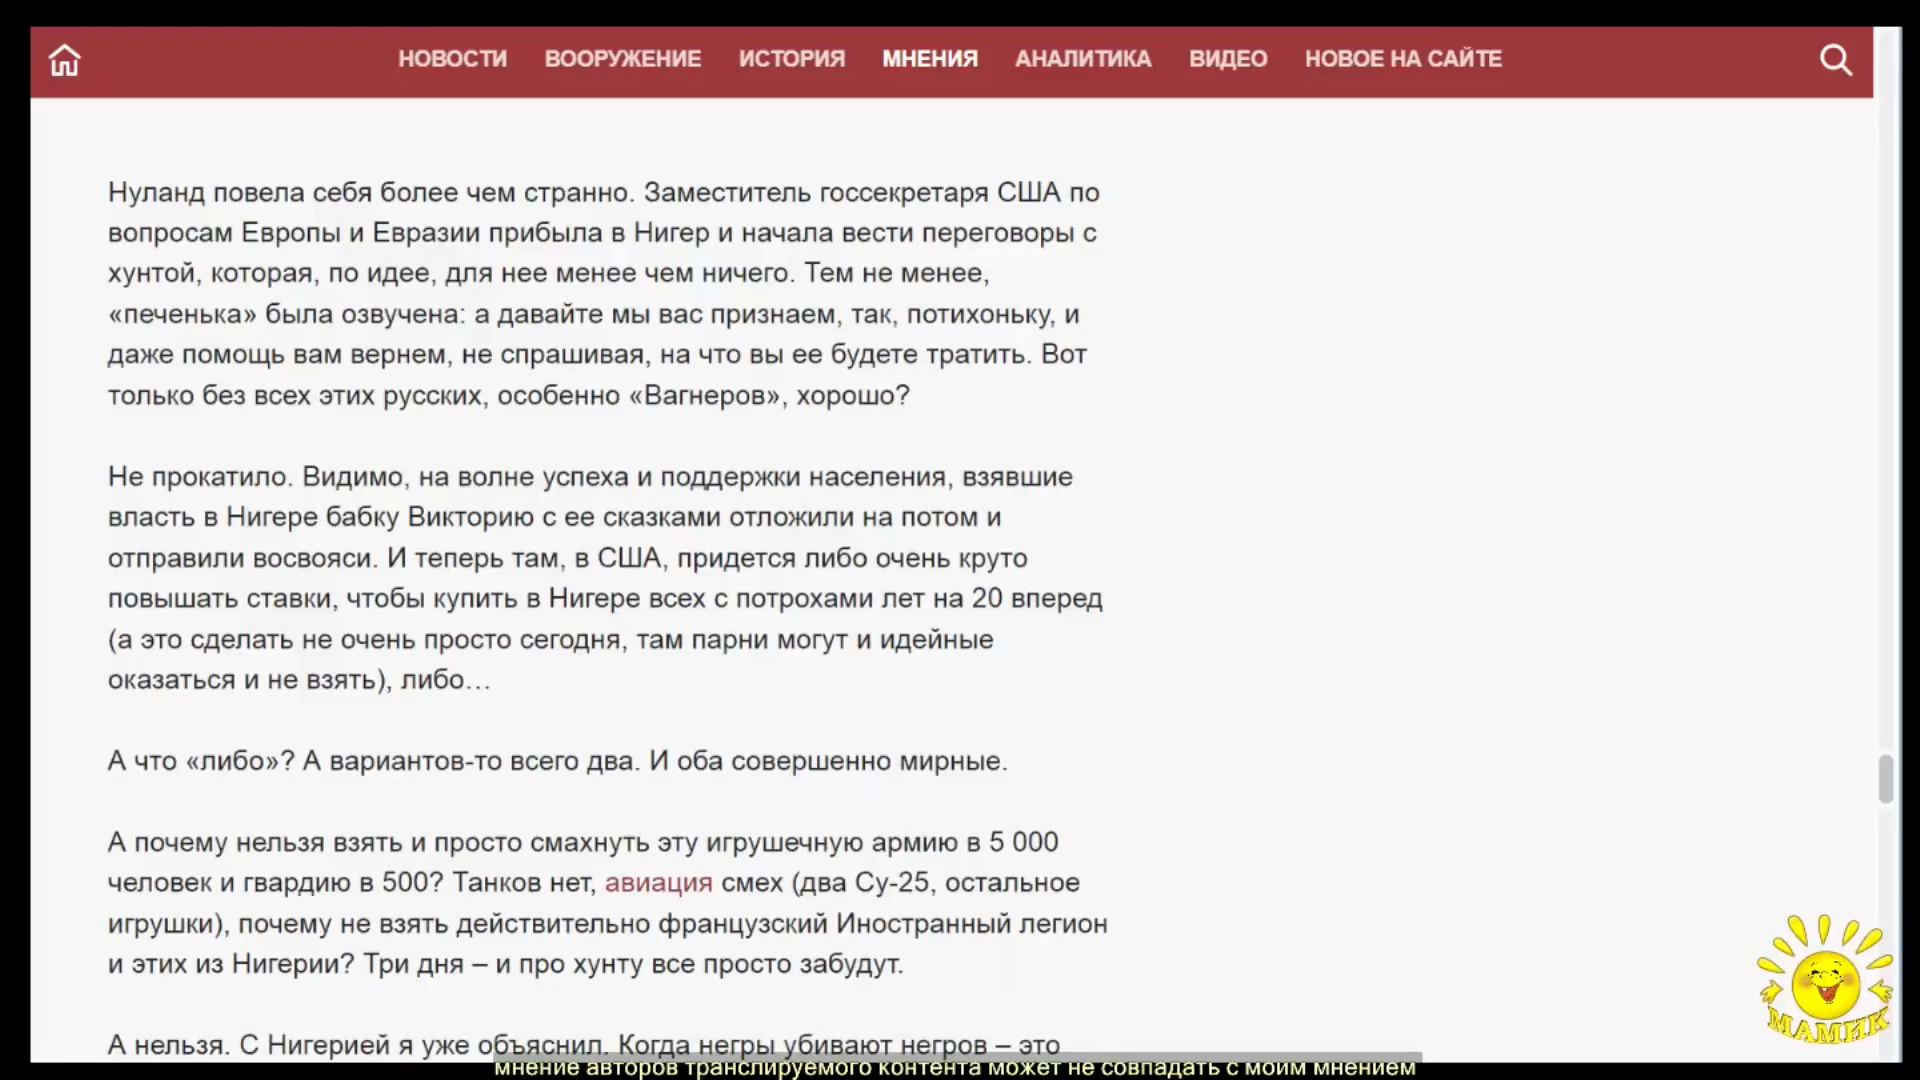 НОВОСТИ ВООРУЖЕНИЕ ИСТОРИЯ МНЕНИЯ АНАЛИТИКА ВИДЕО НОВОЕ НА САЙТЕ
Нуланд повела себя более чем странно. Заместитель госсекретаря США по
вопросам Европы и Евразии прибыла в Нигер и начала вести переговоры с
хунтой, которая, по идее, для нее менее чем ничего. Тем не менее,
«печенька» была озвучена: а давайте мы вас признаем, так, потихоньку, и
даже помощь вам вернем, не спрашивая, на что вы ее будете тратить. Вот
только без всех этих русских, особенно «Вагнеров», хорошо?
Не прокатило. Видимо, на волне успеха и поддержки населения, взявшие
власть в Нигере бабку Викторию с ее сказками отложили на потом и
отправили восвояси. И теперь там, в США, придется либо очень круто
повышать ставки, чтобы купить в Нигере всех с потрохами лет на 20 вперед
(а это сделать не очень просто сегодня, там парни могут и идейные
оказаться и не взять), либо…
А что «либо»? А вариантов-то всего два. И оба совершенно мирные.
А почему нельзя взять и просто смахнуть эту игрушечную армию в 5 000
человек и гвардию в 500? Танков нет, авиация смех (два Су-25, остальное
игрушки), почему не взять действительно французский Иностранный легион
и этих из Нигерии? Три дня – и про хунту все просто забудут.
А нельзя. С Нигерией я уже объяснил. Когда негры убивают негров – это
мнение авторов транслируемого контента может не совпадать с моим мнением
МАМИК